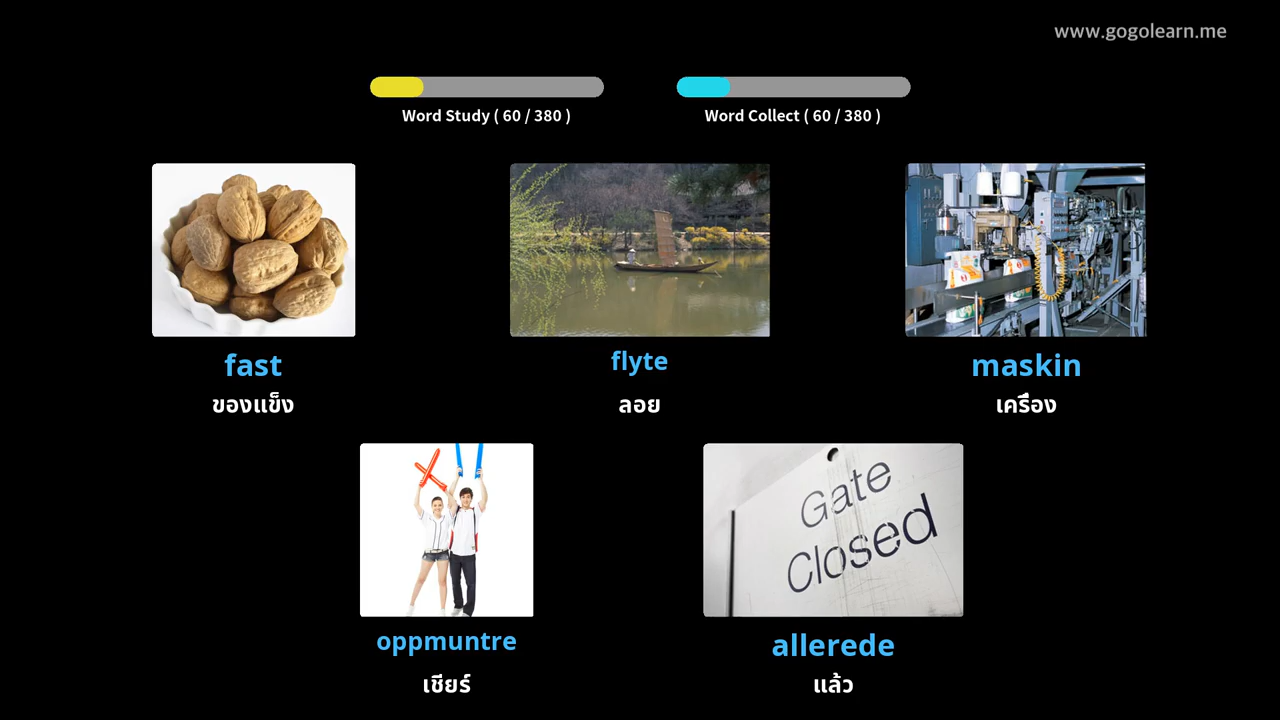 www.gogolearn.me
Word Study ( 60 / 380 )
Word Collect ( 60 / 380 )
fast
ของแข็ง
flyte
ลอย
maskin
เครื่อง
Gate
Closed
oppmuntre
เชียร์
allerede
แล้ว